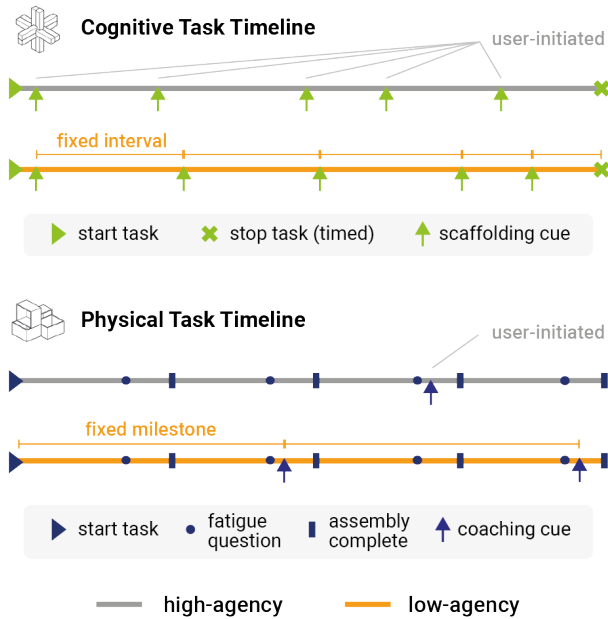 Cognitive Task Timeline
user-initiated
fixed interval
start task
stop task (timed)
scaffolding cue
Physical Task Timeline
user-initiated
fixed milestone
start task
fatigue
question
assembly
complete
coaching cue
high-agency
low-agency